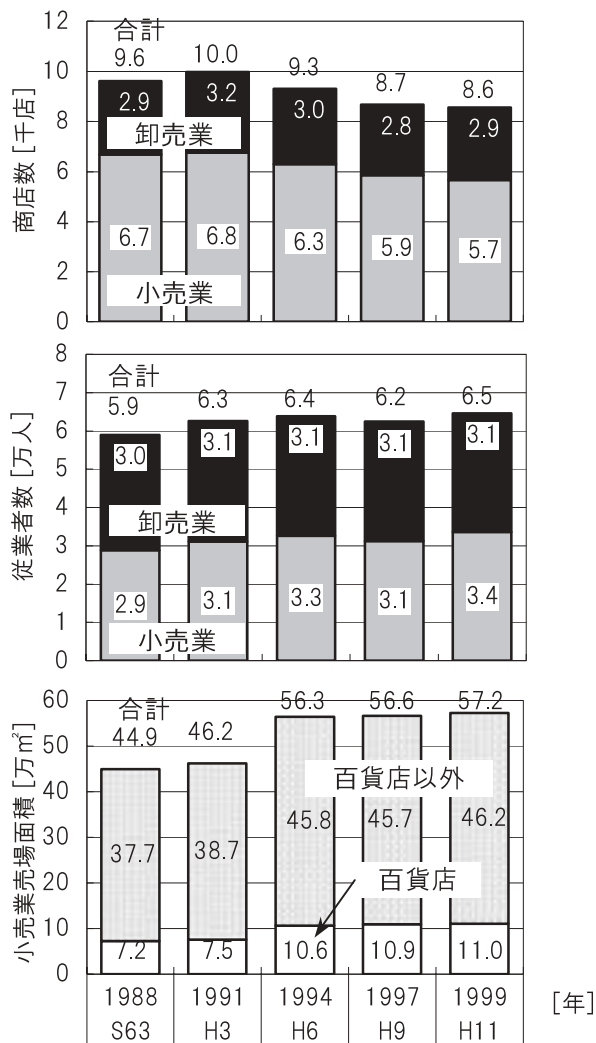 商店数[千店]
12
10
8
6
4
2
0
合計
9.6 10.0 9.3 8.7 8.6
2.9 3.2 3.0 2.8 2.9
卸売業
6.7 6.8 6.3 5.9 5.7
小売業
従業者数[万人]
8
7
6
5
4
3
2
1
0
合計
5.9 6.3 6.4 6.2 6.5
3.0 3.1 3.1 3.1 3.1
卸売業
2.9 3.1 3.3 3.1 3.4
小売業
小売業売場面積[万㎡]
60
50
40
30
20
10
0
合計
44.9 46.2 56.3 56.6 57.2
百貨店以外
37.7 38.7 45.8 45.7 46.2
百貨店
7.2 7.5 10.6 10.9 11.0
1988 1991 1994 1997 1999
S63 H3 H6 H9 H11
[年]